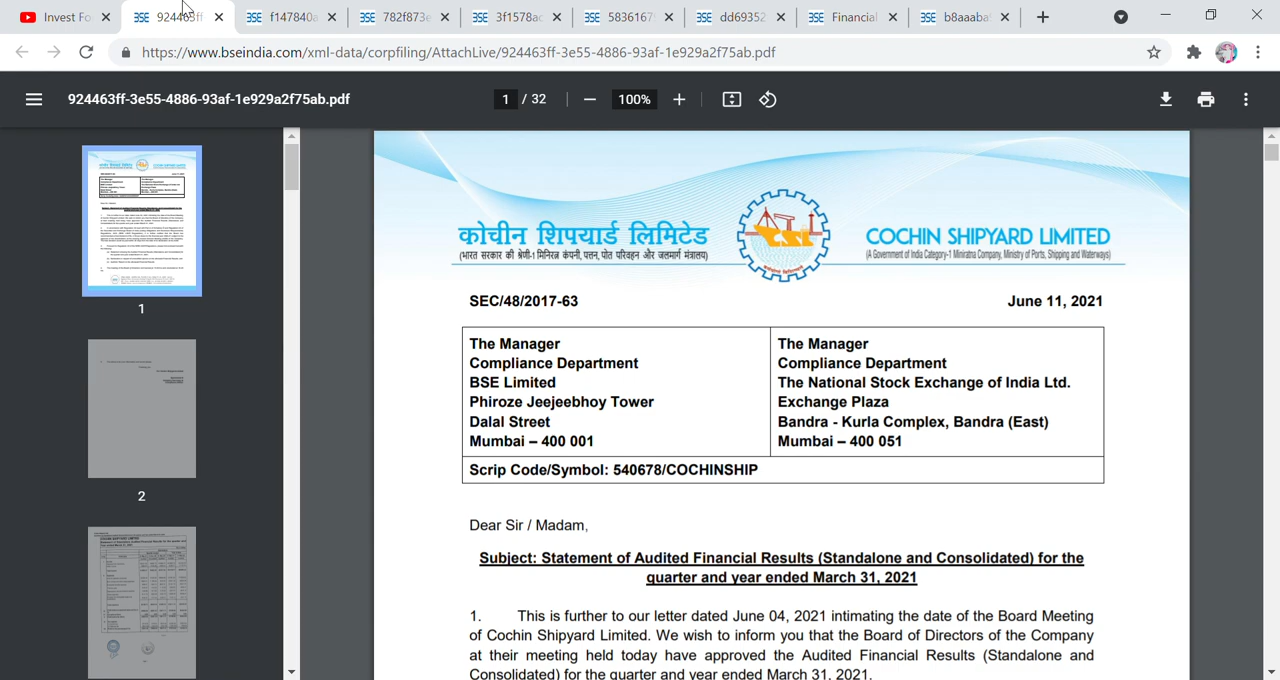 Invest Fo
924463ff
f147840a
782f873e
3f1578ac
5836167
dd69352
Financial
b8aaaba
https://www.bseindia.com/xml-data/corpfiling/AttachLive/924463ff-3e55-4886-93af-1e929a2f75ab.pdf
924463ff-3e55-4886-93af-1e929a2f75ab.pdf
1 / 32
100%
1
2
कोचीन शिपयार्ड लिमिटेड
(भारत सरकार की श्रेणी-1 मिनिरत्न कंपनी, पत्तन, पोत परिवहन और जलमार्ग मंत्रालय)
CSL
COCHIN SHIPYARD LIMITED
(A Government of India Category-1 Miniratna Company, Ministry of Ports, Shipping and Waterways)
SEC/48/2017-63
June 11, 2021
The Manager
Compliance Department
BSE Limited
Phiroze Jeejeebhoy Tower
Dalal Street
Mumbai – 400 001
The Manager
Compliance Department
The National Stock Exchange of India Ltd.
Exchange Plaza
Bandra - Kurla Complex, Bandra (East)
Mumbai – 400 051
Scrip Code/Symbol: 540678/COCHINSHIP
Dear Sir / Madam,
Subject: Statement of Audited Financial Results (Standalone and Consolidated) for the
quarter and year ended March 31, 2021
1. This is further to our letter dated June 04, 2021 intimating the date of the Board Meeting
of Cochin Shipyard Limited. We wish to inform you that the Board of Directors of the Company
at their meeting held today have approved the Audited Financial Results (Standalone and
Consolidated) for the quarter and year ended March 31, 2021.